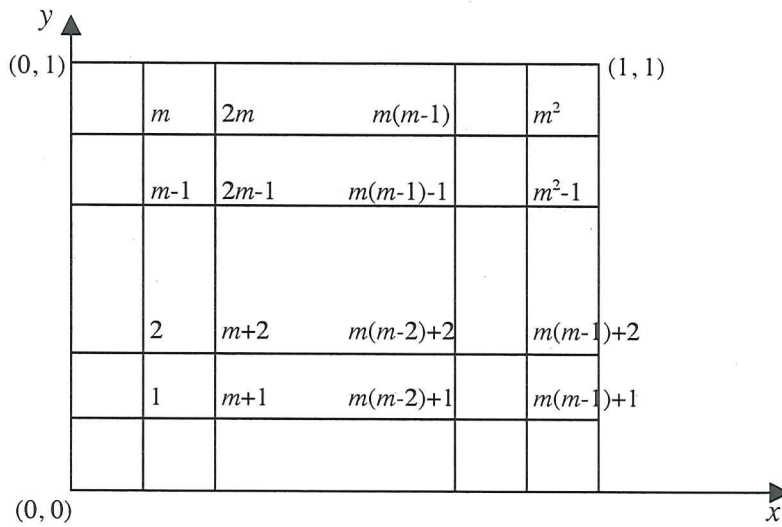 y
(0, 1) (1, 1)
m 2m m(m-1) m²
m-1 2m-1 m(m-1)-1 m²-1
2 m+2 m(m-2)+2 m(m-1)+2
1 m+1 m(m-2)+1 m(m-1)+1
(0, 0) x